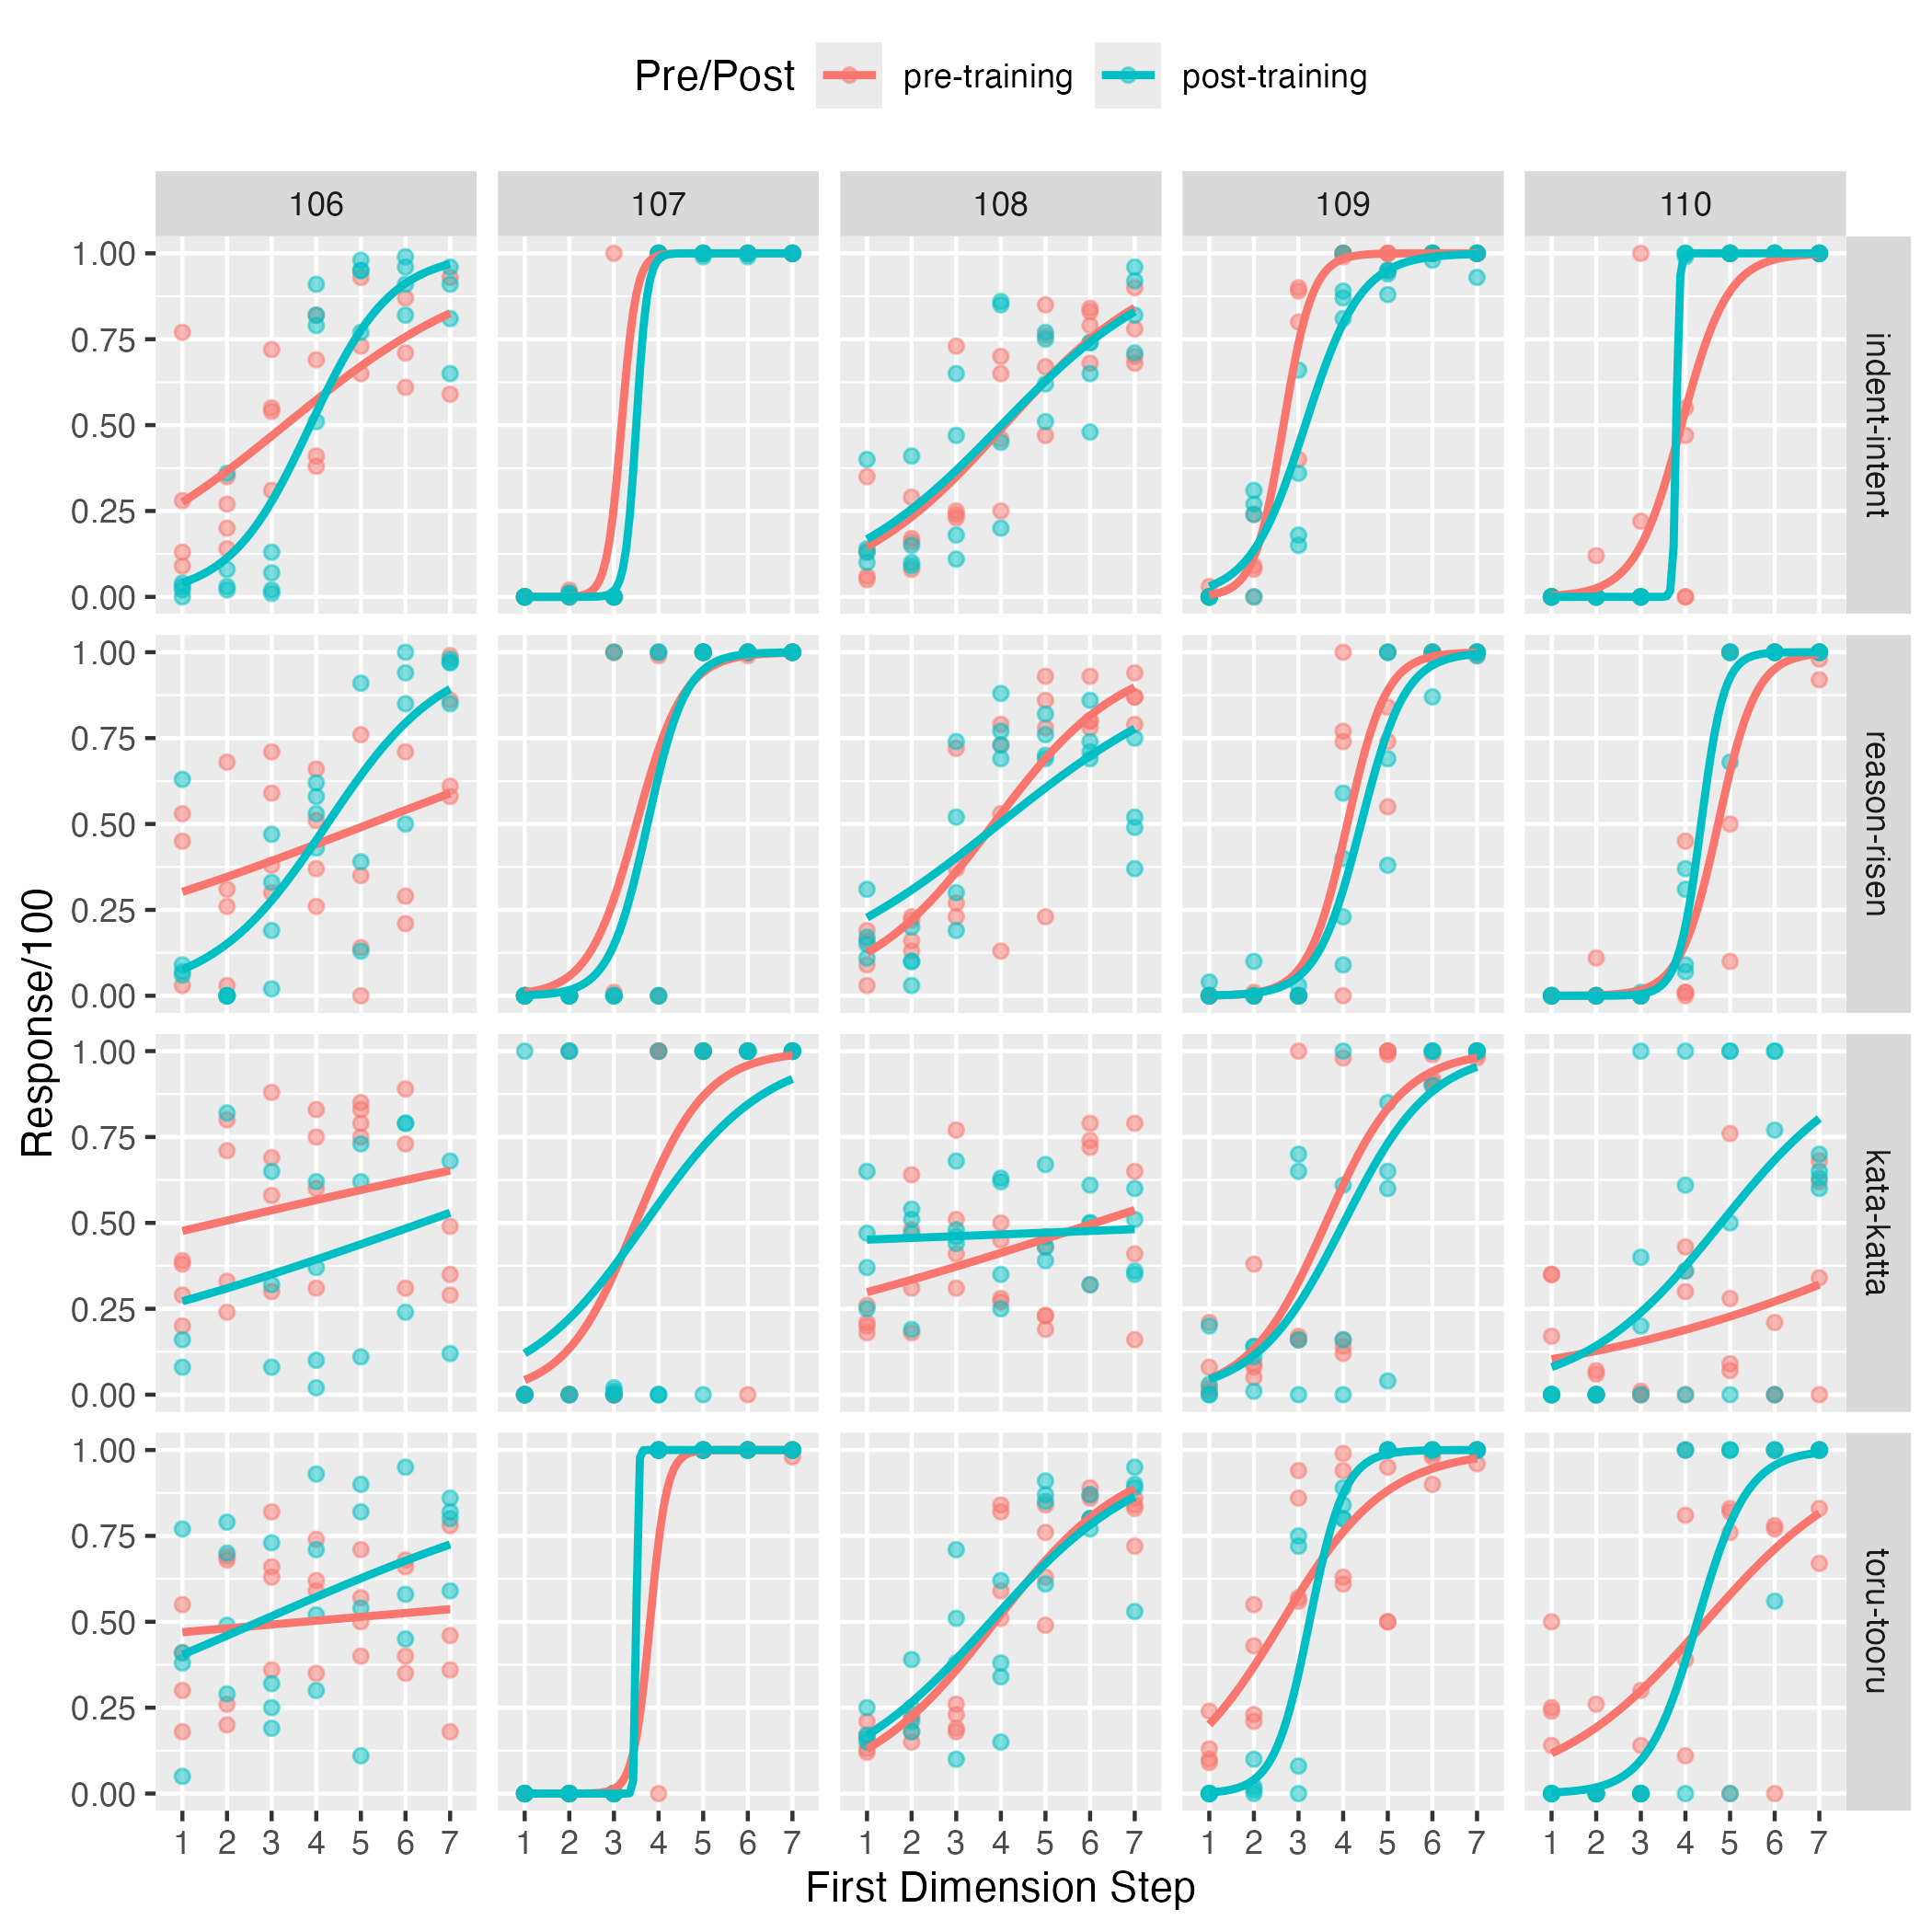 Pre/Post pre-training post-training
106 107 108 109 110
1.00
0.75
0.50
0.25
0.00
indent-intent
1.00
0.75
0.50
0.25
0.00
reason-risen
Response/100
1.00
0.75
0.50
0.25
0.00
kata-katta
1.00
0.75
0.50
0.25
0.00
toru-tooru
1 2 3 4 5 6 7 1 2 3 4 5 6 7 1 2 3 4 5 6 7 1 2 3 4 5 6 7 1 2 3 4 5 6 7
First Dimension Step